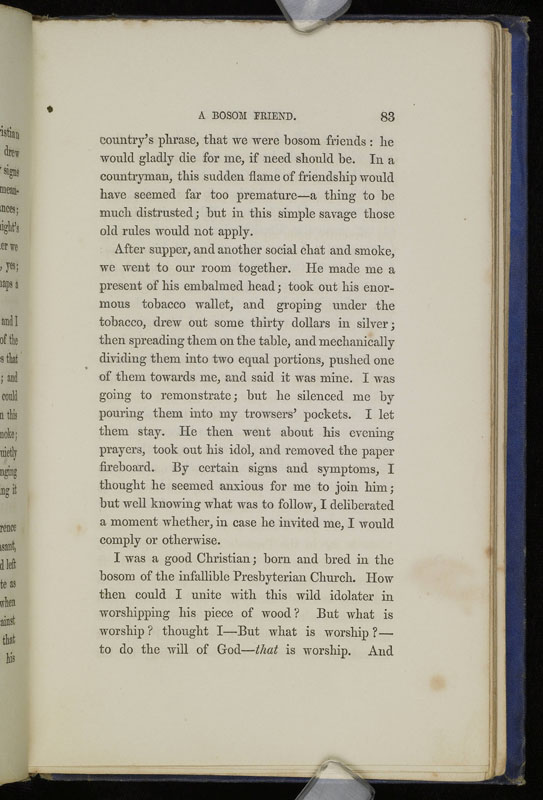 A BOSOM FRIEND. 83
country's phrase, that we were bosom friends: he
would gladly die for me, if need should be. In a
countryman, this sudden flame of friendship would
have seemed far too premature—a thing to be
much distrusted; but in this simple savage those
old rules would not apply.
After supper, and another social chat and smoke,
we went to our room together. He made me a
present of his embalmed head; took out his enor-
mous tobacco wallet, and groping under the
tobacco, drew out some thirty dollars in silver;
then spreading them on the table, and mechanically
dividing them into two equal portions, pushed one
of them towards me, and said it was mine. I was
going to remonstrate; but he silenced me by
pouring them into my trowsers' pockets. I let
them stay. He then went about his evening
prayers, took out his idol, and removed the paper
fireboard. By certain signs and symptoms, I
thought he seemed anxious for me to join him;
but well knowing what was to follow, I deliberated
a moment whether, in case he invited me, I would
comply or otherwise.
I was a good Christian; born and bred in the
bosom of the infallible Presbyterian Church. How
then could I unite with this wild idolater in
worshipping his piece of wood? But what is
worship? thought I—But what is worship?—
to do the will of God—that is worship. And